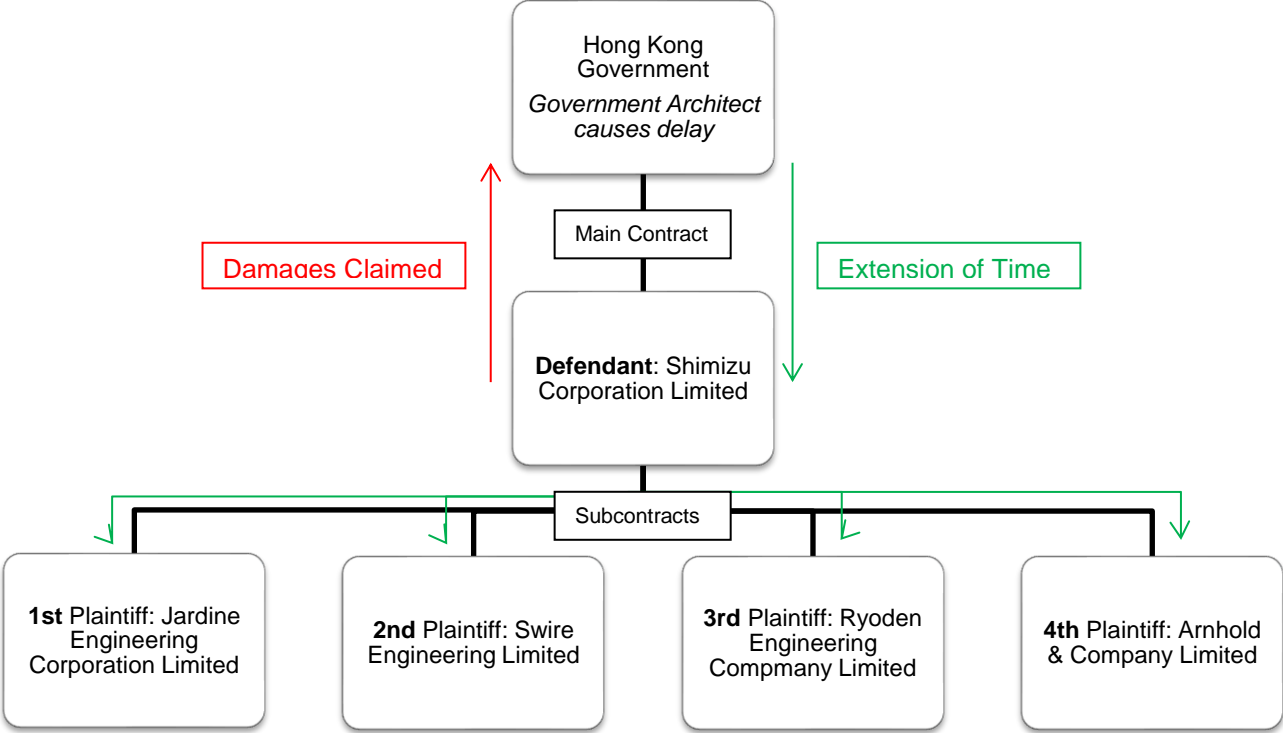 Hong Kong
Government
Government Architect
causes delay
Main Contract
Damages Claimed
Extension of Time
Defendant: Shimizu
Corporation Limited
Subcontracts
1st Plaintiff: Jardine
Engineering
Corporation Limited
2nd Plaintiff: Swire
Engineering Limited
3rd Plaintiff: Ryoden
Engineering
Compmany Limited
4th Plaintiff: Arnhold
& Company Limited